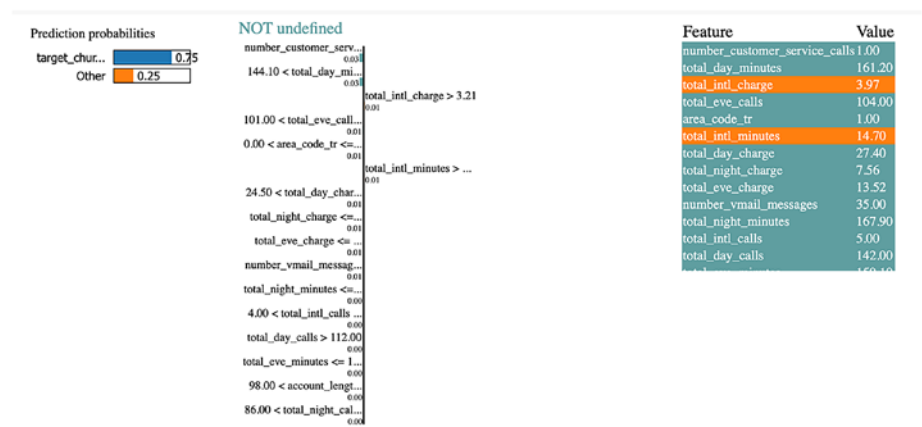 Prediction probabilities
target_chur... 0.75
Other 0.25
NOT undefined
number_customer_serv...
0.03
144.10 < total_day_mi...
0.03
total_intl_charge > 3.21
0.01
101.00 < total_eve_call...
0.01
0.00 < area_code_tr <=...
0.01
total_intl_minutes > ...
0.01
24.50 < total_day_char...
0.01
total_night_charge <=...
0.01
total_eve_charge <= ...
0.01
number_vmail_messag...
0.01
total_night_minutes <=...
0.00
4.00 < total_intl_calls ...
0.00
total_day_calls > 112.00
0.00
total_eve_minutes <= 1...
0.00
98.00 < account_lengt...
0.00
86.00 < total_night_cal...
0.00
Feature Value
number_customer_service_calls 1.00
total_day_minutes 161.20
total_intl_charge 3.97
total_eve_calls 104.00
area_code_tr 1.00
total_intl_minutes 14.70
total_day_charge 27.40
total_night_charge 7.56
total_eve_charge 13.52
number_vmail_messages 35.00
total_night_minutes 167.90
total_intl_calls 5.00
total_day_calls 142.00